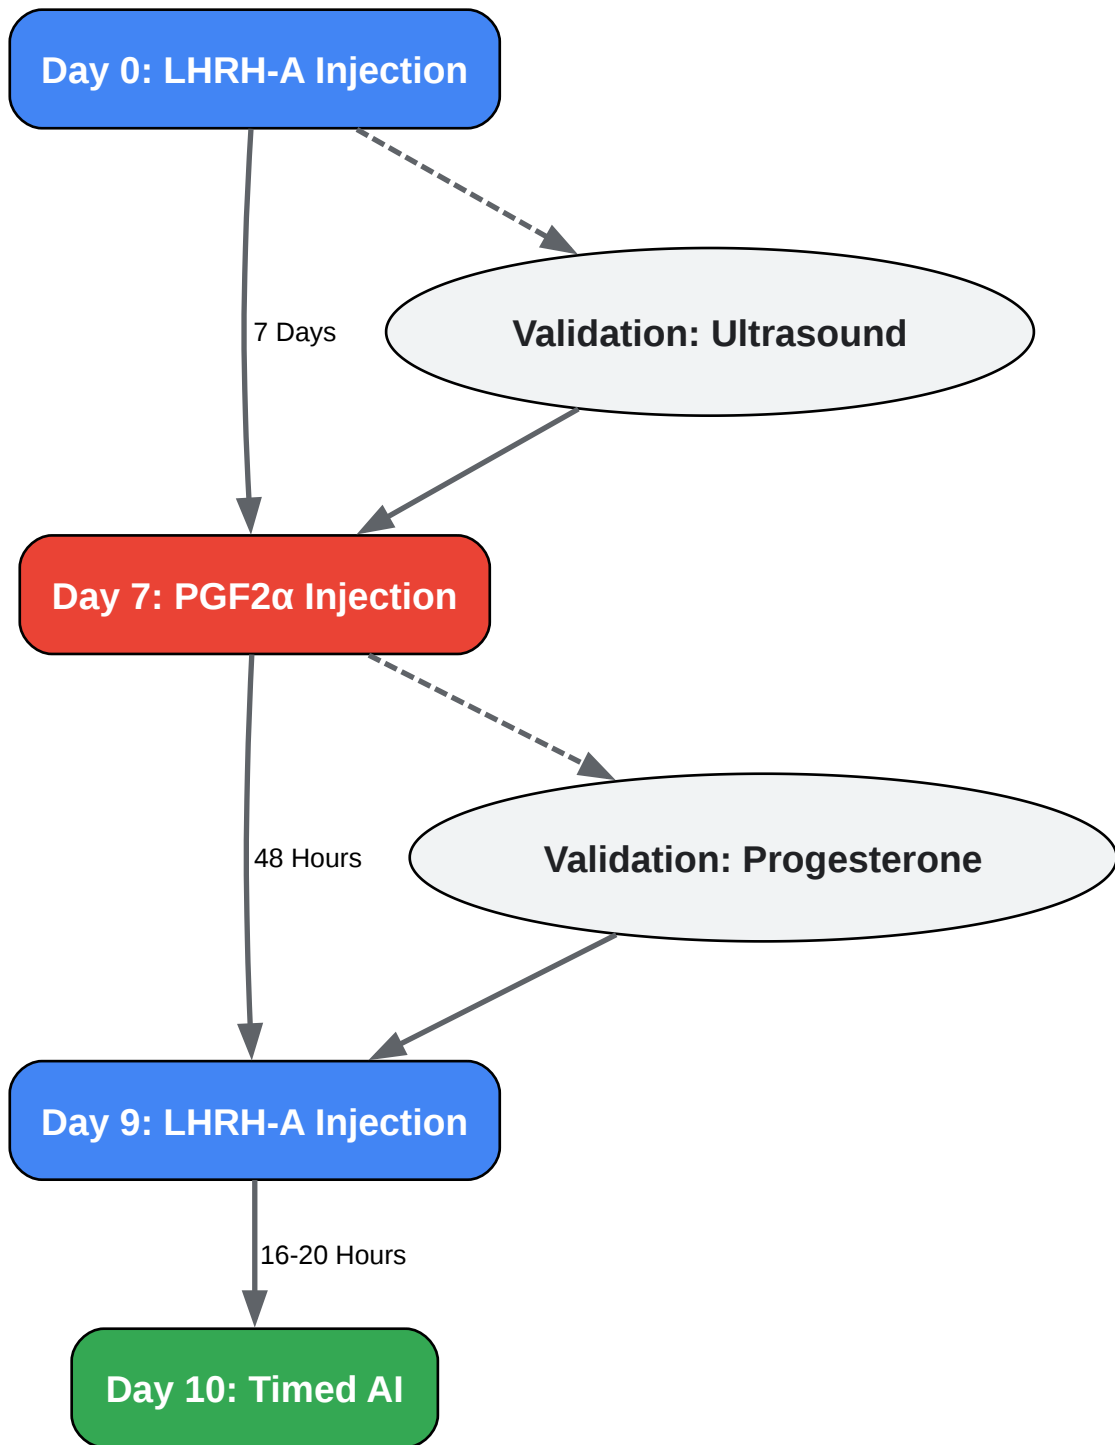 Day 0: LHRH-A Injection
7 Days
Validation: Ultrasound
Day 7: PGF2α Injection
48 Hours
Validation: Progesterone
Day 9: LHRH-A Injection
16-20 Hours
Day 10: Timed AI